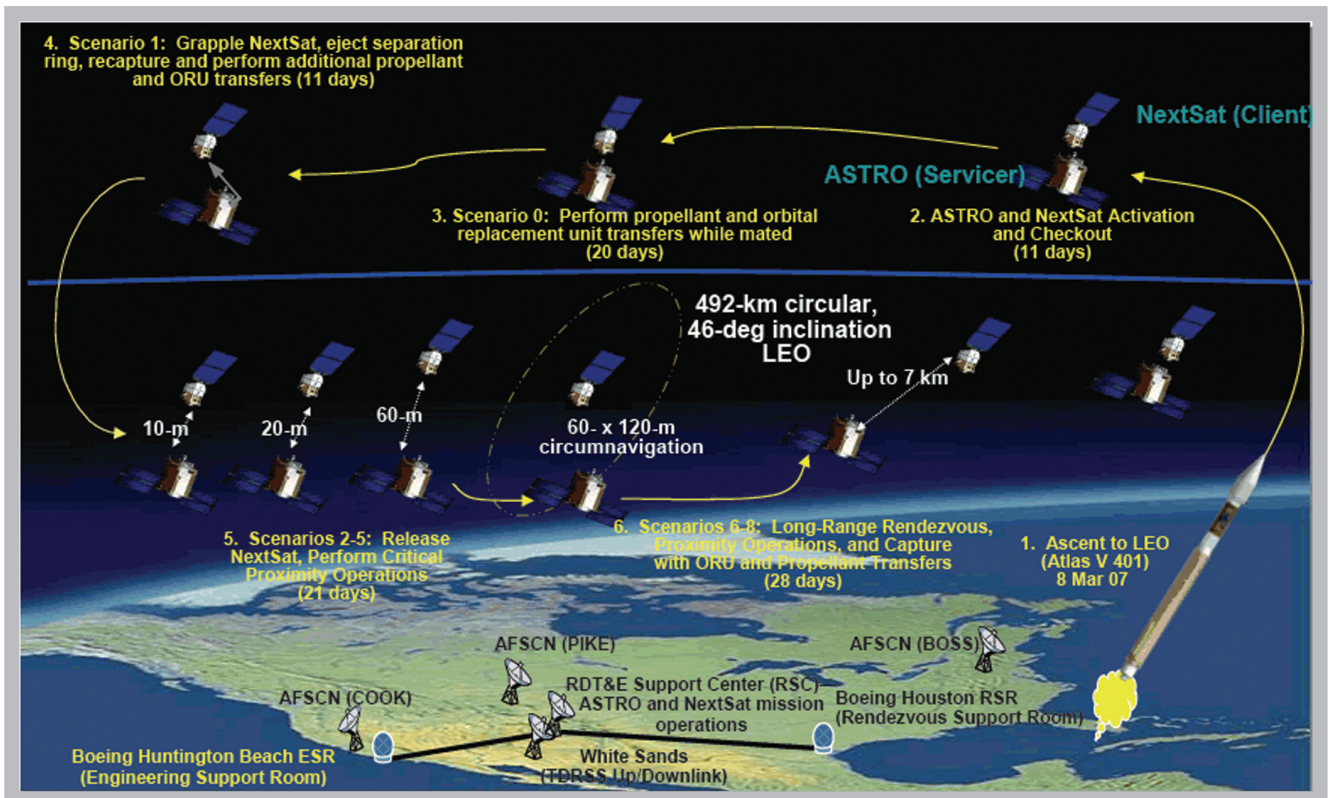 4. Scenario 1: Grapple NextSat, eject separation
ring, recapture and perform additional propellant
and ORU transfers (11 days)
NextSat (Client)
ASTRO (Servicer)
3. Scenario 0: Perform propellant and orbital
replacement unit transfers while mated
(20 days)
2. ASTRO and NextSat Activation
and Checkout
(11 days)
492-km circular,
46-deg inclination
LEO
10-m
20-m
60-m
60- x 120-m
circumnavigation
Up to 7 km
5. Scenarios 2-5: Release
NextSat, Perform Critical
Proximity Operations
(21 days)
6. Scenarios 6-8: Long-Range Rendezvous,
Proximity Operations, and Capture
with ORU and Propellant Transfers
(28 days)
1. Ascent to LEO
(Atlas V 401)
8 Mar 07
AFSCN (COOK)
AFSCN (PIKE)
AFSCN (BOSS)
RDT&E Support Center (RSC)
ASTRO and NextSat mission
operations
Boeing Houston RSR
(Rendezvous Support Room)
Boeing Huntington Beach ESR
(Engineering Support Room)
White Sands
(TDRSS Up/Downlink)